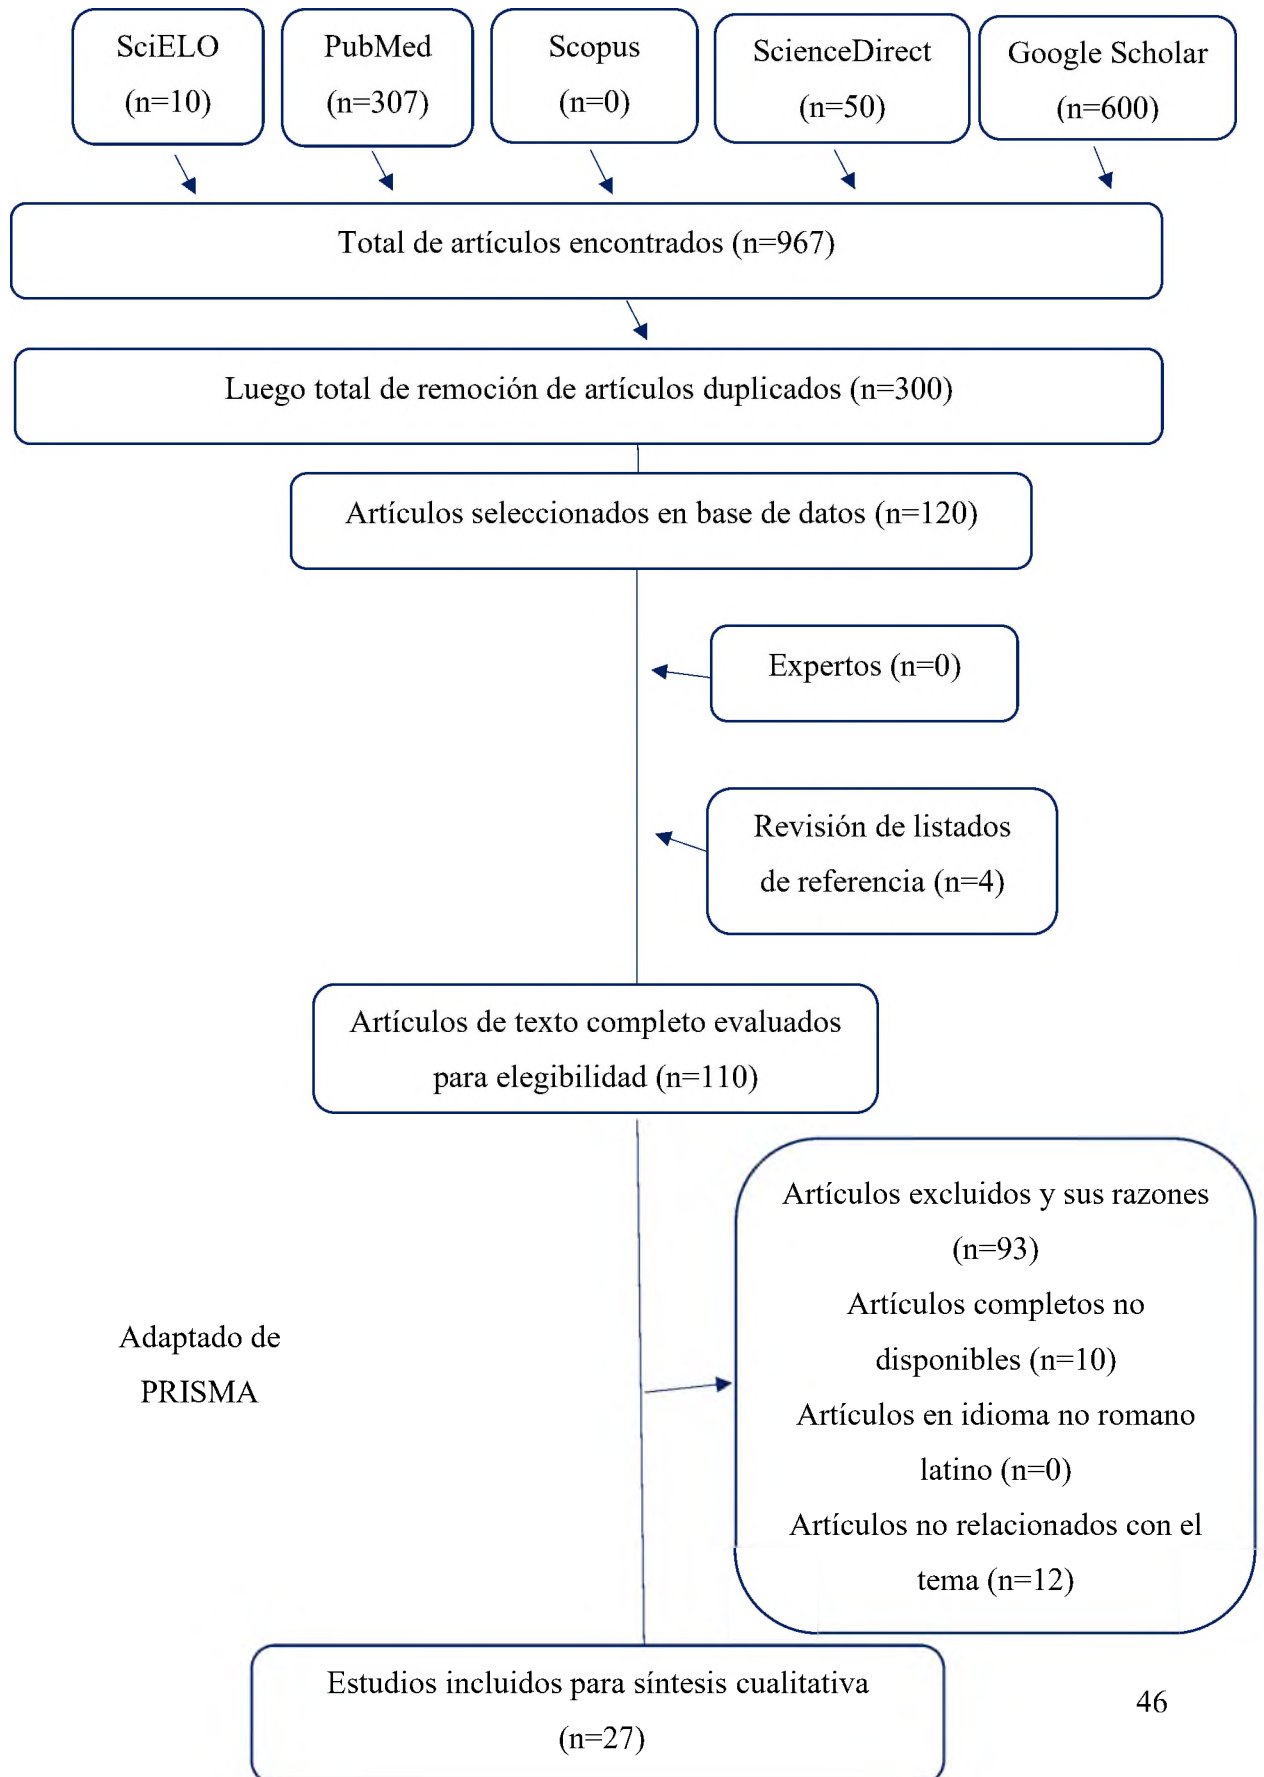 SciELO
(n=10)
PubMed
(n=307)
Scopus
(n=0)
ScienceDirect
(n=50)
Google Scholar
(n=600)
Total de artículos encontrados (n=967)
Luego total de remoción de artículos duplicados (n=300)
Artículos seleccionados en base de datos (n=120)
Expertos (n=0)
Revisión de listados
de referencia (n=4)
Artículos de texto completo evaluados
para elegibilidad (n=110)
Artículos excluidos y sus razones
(n=93)
Artículos completos no
disponibles (n=10)
Artículos en idioma no romano
latino (n=0)
Artículos no relacionados con el
tema (n=12)
Adaptado de
PRISMA
Estudios incluidos para síntesis cualitativa
(n=27)
46